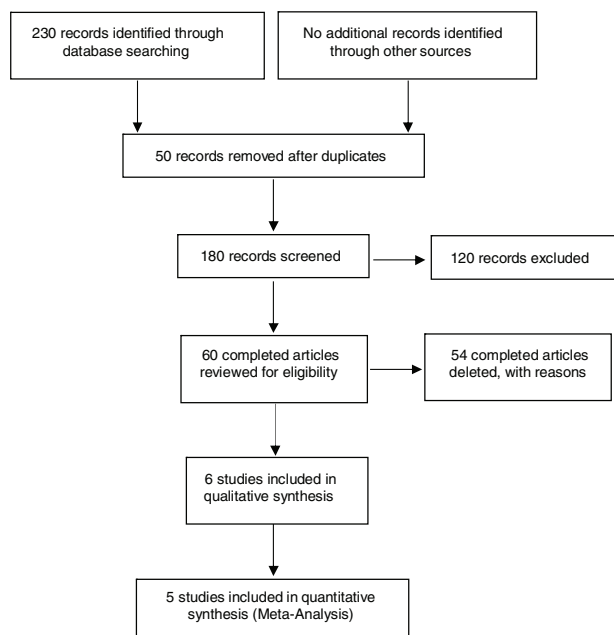 230 records identified through
database searching
No additional records identified
through other sources
50 records removed after duplicates
180 records screened
120 records excluded
60 completed articles
reviewed for eligibility
54 completed articles
deleted, with reasons
6 studies included in
qualitative synthesis
5 studies included in quantitative
synthesis (Meta-Analysis)